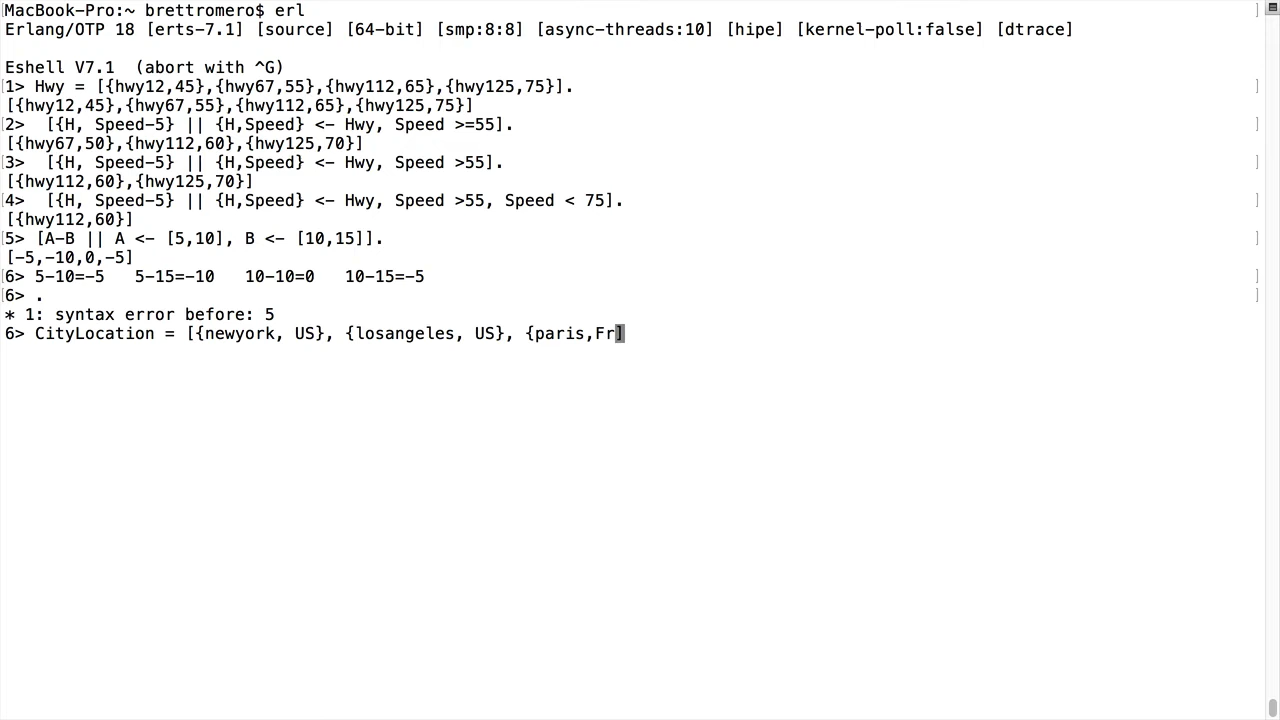 MacBook-Pro:~ brettromero$ erl
Erlang/OTP 18 [erts-7.1] [source] [64-bit] [smp:8:8] [async-threads:10] [hipe] [kernel-poll:false] [dtrace]
Eshell V7.1  (abort with ^G)
1> Hwy = [{hwy12,45},{hwy67,55},{hwy112,65},{hwy125,75}].
[{hwy12,45},{hwy67,55},{hwy112,65},{hwy125,75}]
2>  [{H, Speed-5} || {H,Speed} <- Hwy, Speed >=55].
[{hwy67,50},{hwy112,60},{hwy125,70}]
3>  [{H, Speed-5} || {H,Speed} <- Hwy, Speed >55].
[{hwy112,60},{hwy125,70}]
4>  [{H, Speed-5} || {H,Speed} <- Hwy, Speed >55, Speed < 75].
[{hwy112,60}]
5> [A-B || A <- [5,10], B <- [10,15]].
[-5,-10,0,-5]
6> 5-10=-5   5-15=-10   10-10=0   10-15=-5
6> .
* 1: syntax error before: 5
6> CityLocation = [{newyork, US}, {losangeles, US}, {paris,Fr]